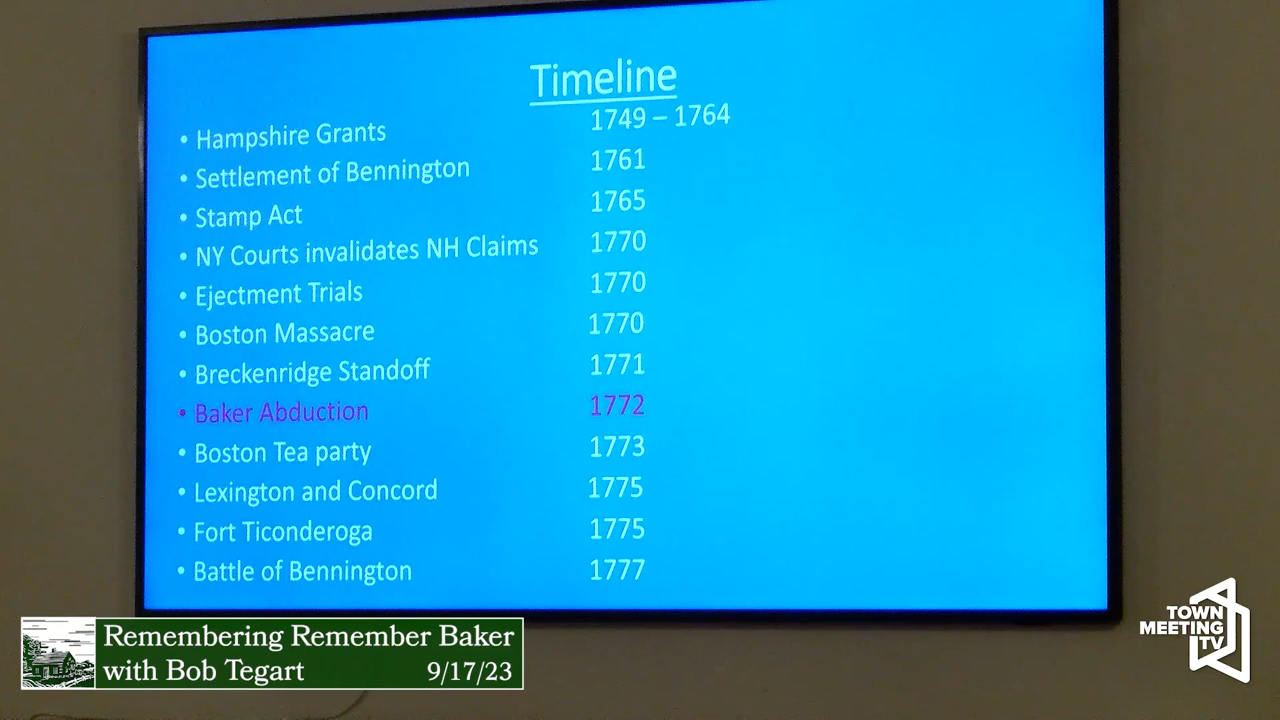 Timeline
• Hampshire Grants 1749 – 1764
• Settlement of Bennington 1761
• Stamp Act 1765
• NY Courts invalidates NH Claims 1770
• Ejectment Trials 1770
• Boston Massacre 1770
• Breckenridge Standoff 1771
• Baker Abduction 1772
• Boston Tea party 1773
• Lexington and Concord 1775
• Fort Ticonderoga 1775
• Battle of Bennington 1777
Remembering Remember Baker
with Bob Tegart 9/17/23
TOWN
MEETING
TV